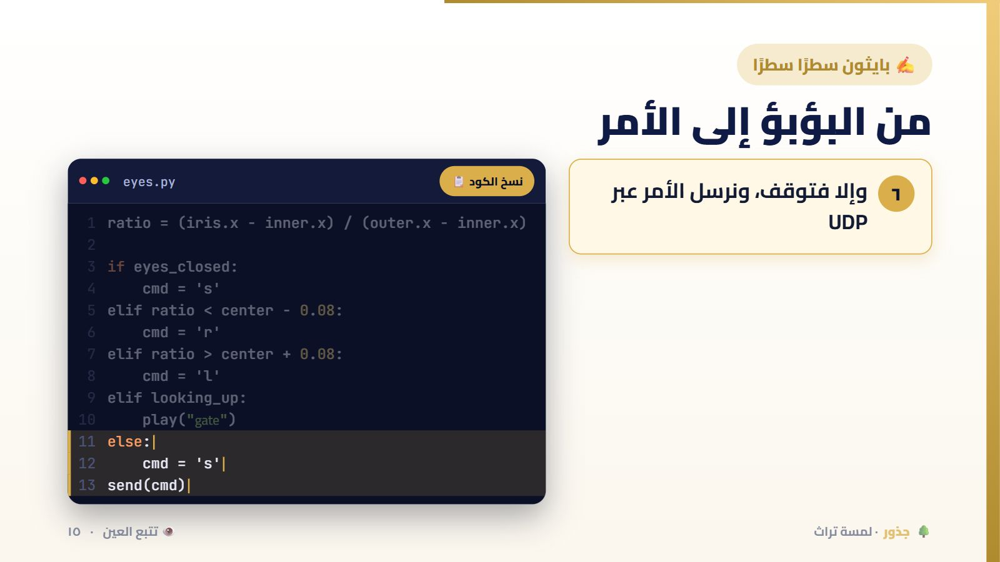 ✍️ بايثون سطرًا سطرًا
من البؤبؤ إلى الأمر
٦
وإلا فتوقف، ونرسل الأمر عبر
UDP
eyes.py
نسخ الكود 📋
1 ratio = (iris.x - inner.x) / (outer.x - inner.x)
2
3 if eyes_closed:
4     cmd = 's'
5 elif ratio < center - 0.08:
6     cmd = 'r'
7 elif ratio > center + 0.08:
8     cmd = 'l'
9 elif looking_up:
10     play("gate")
11 else:
12     cmd = 's'
13 send(cmd)
🌳 جذور · لمسة تراث
👁️ تتبع العين · ١٥